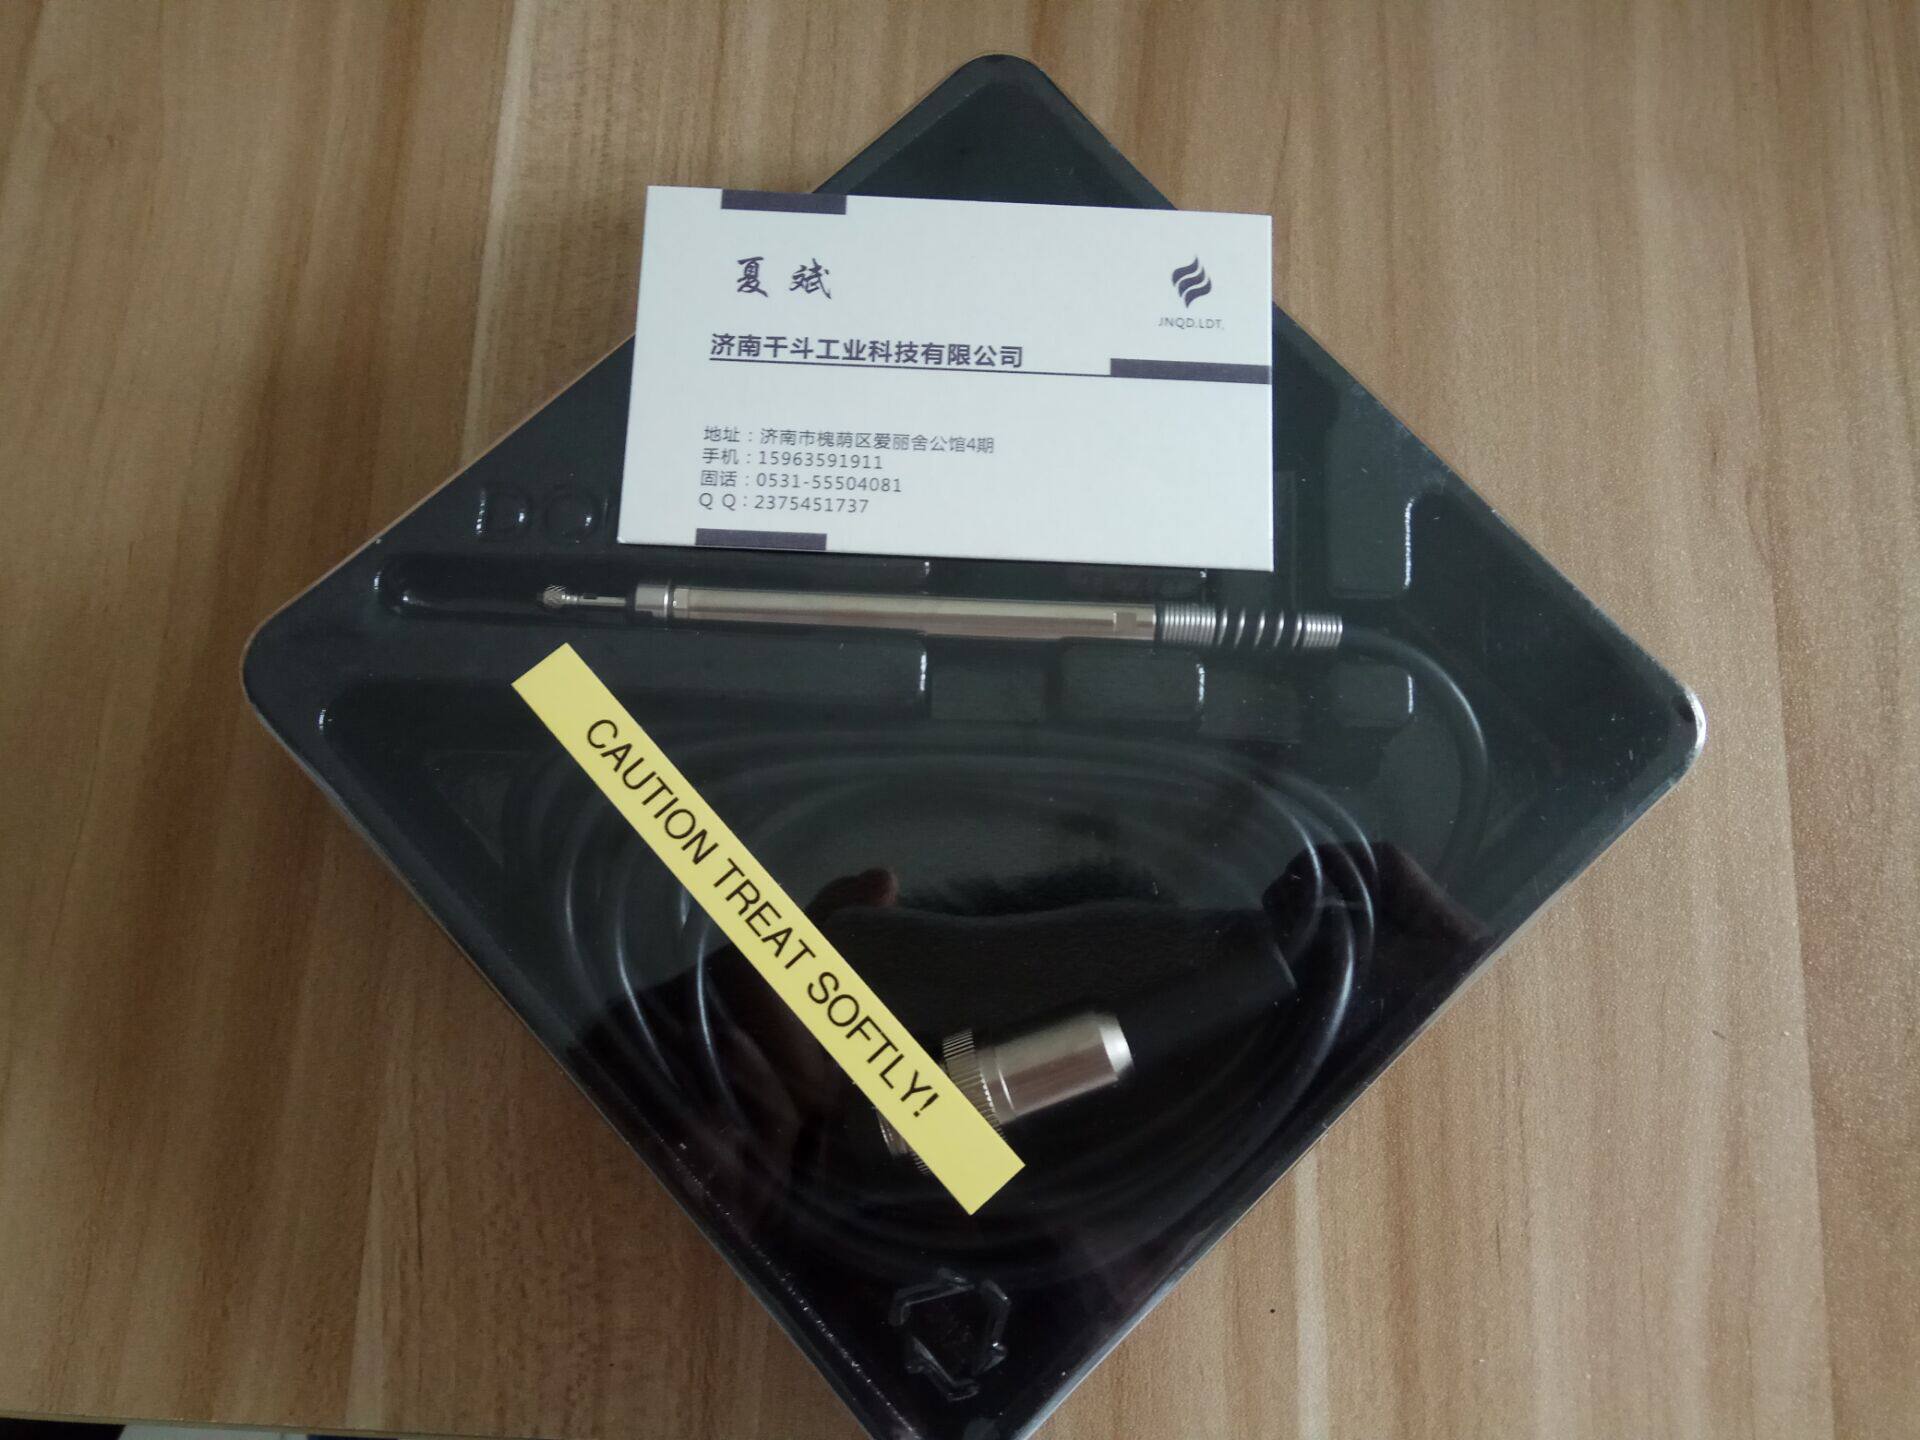 夏 斌
JNQD.LDT.
济南千斗工业科技有限公司
地址：济南市槐荫区爱丽舍公馆4期
手机：15963591911
固话：0531-55504081
Q Q：2375451737
DO
CAUTION TREAT SOFTLY!